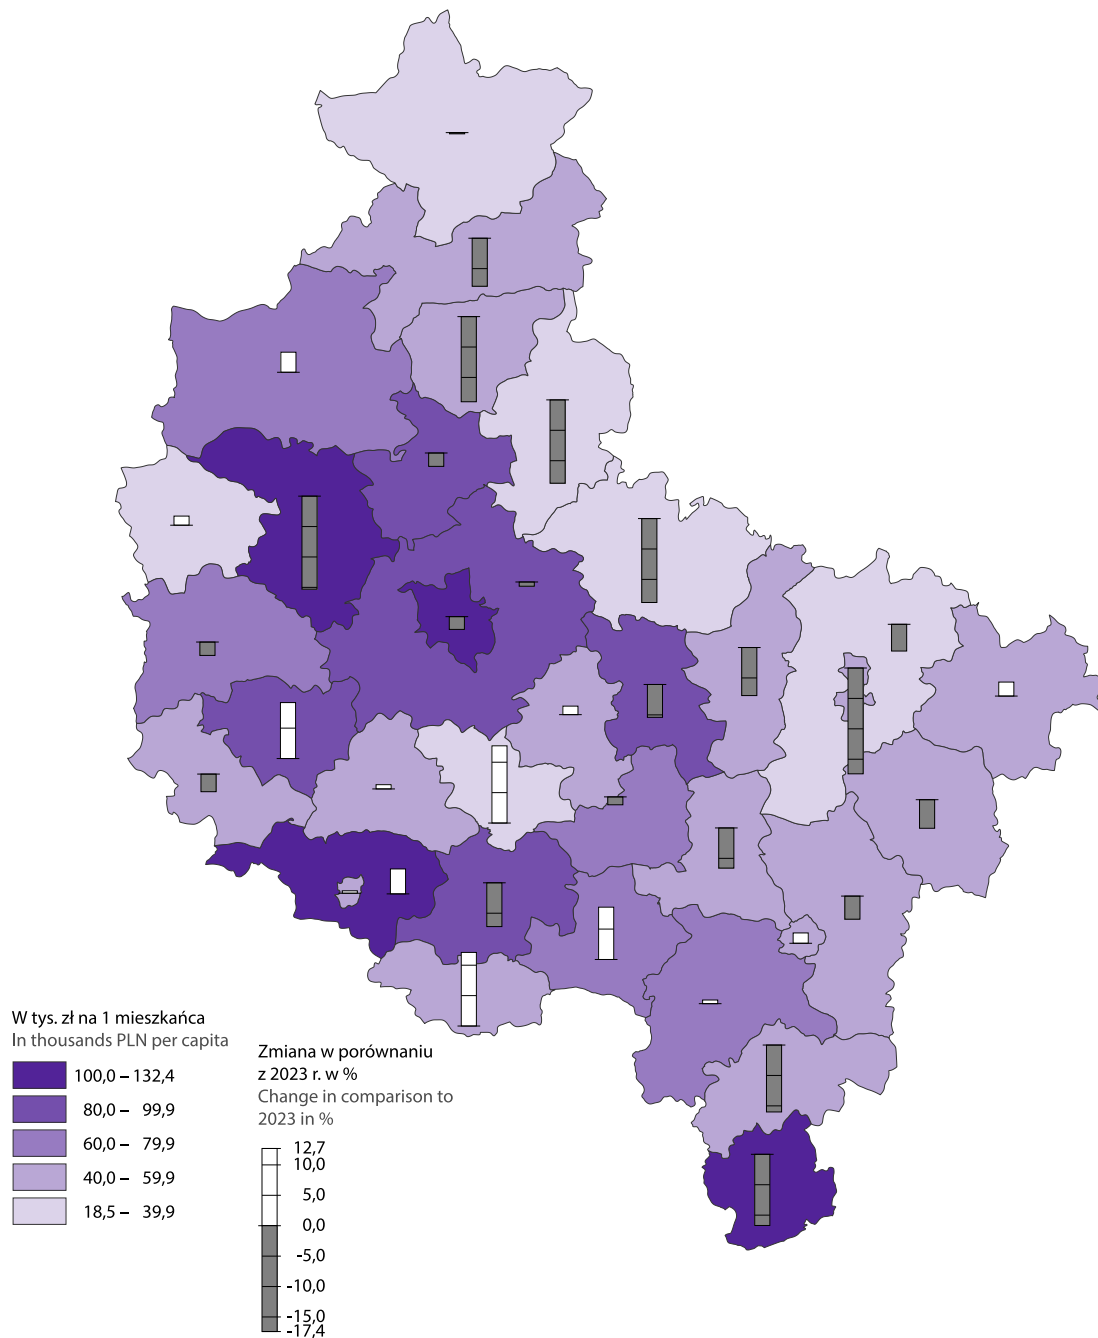 W tys. zł na 1 mieszkańca
In thousands PLN per capita
100,0 – 132,4
80,0 – 99,9
60,0 – 79,9
40,0 – 59,9
18,5 – 39,9
Zmiana w porównaniu
z 2023 r. w %
Change in comparison to
2023 in %
12,7
10,0
5,0
0,0
-5,0
-10,0
-15,0
-17,4